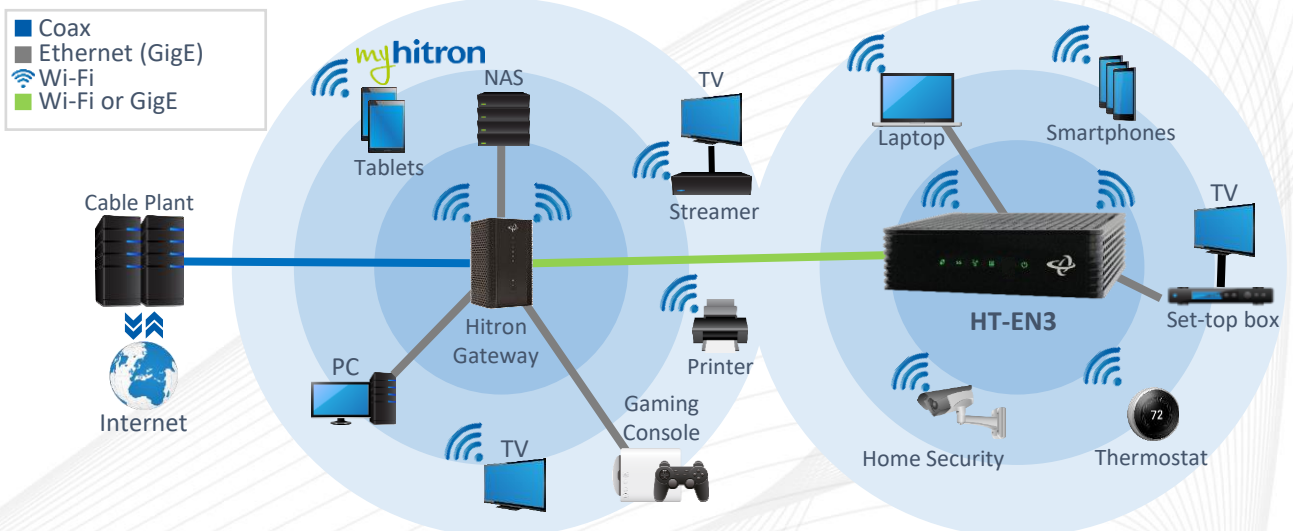 Coax
Ethernet (GigE)
Wi-Fi
Wi-Fi or GigE
myhitron
NAS
Tablets
TV
Streamer
Cable Plant
Internet
Hitron
Gateway
PC
TV
Gaming
Console
Printer
Laptop
Smartphones
TV
HT-EN3
Set-top box
Home Security
72
Thermostat